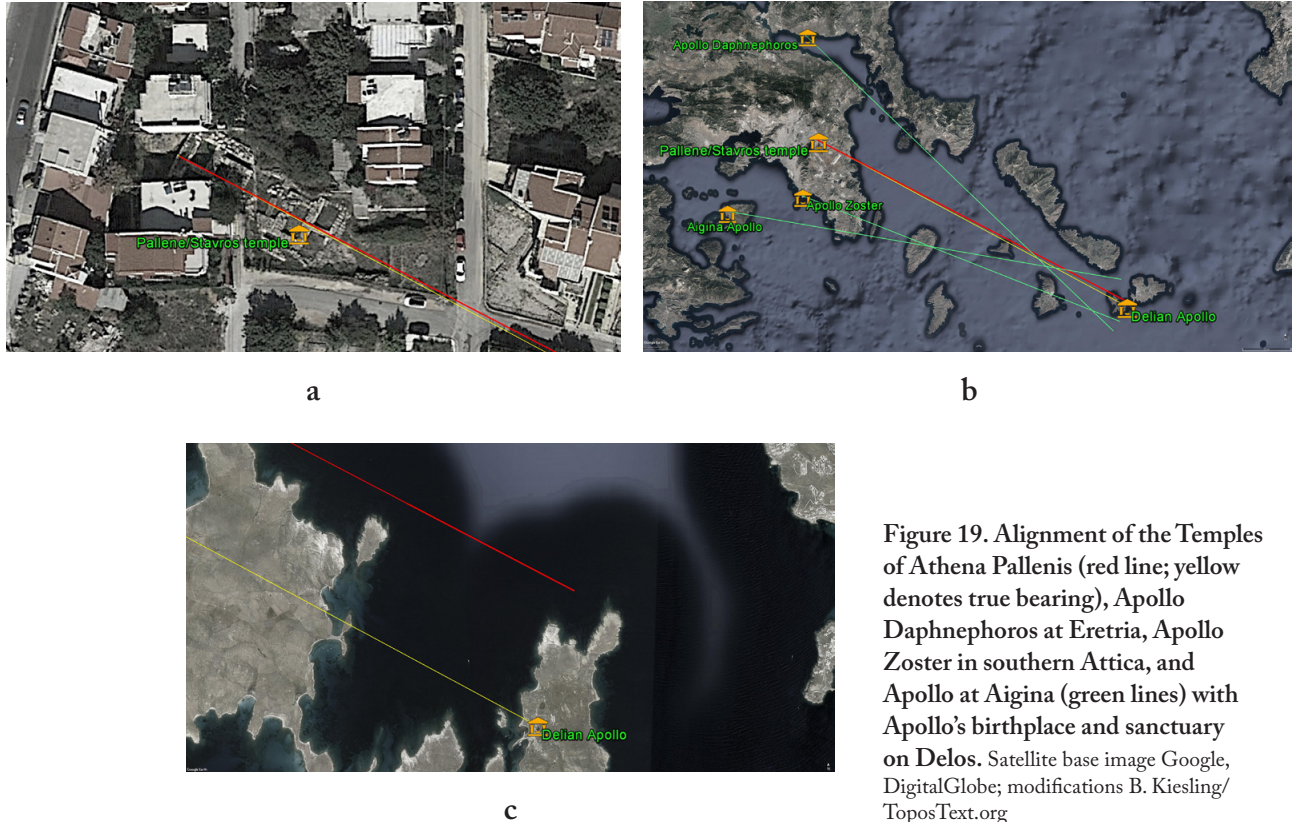 Pallene/Stavros temple
a
Apollo Daphnephoros
Pallene/Stavros temple
Apollo Zoster
Aigina Apollo
Delian Apollo
b
Delian Apollo
c
Figure 19. Alignment of the Temples
of Athena Pallenis (red line; yellow
denotes true bearing), Apollo
Daphnephoros at Eretria, Apollo
Zoster in southern Attica, and
Apollo at Aigina (green lines) with
Apollo’s birthplace and sanctuary
on Delos. Satellite base image Google,
DigitalGlobe; modifications B. Kiesling/
ToposText.org